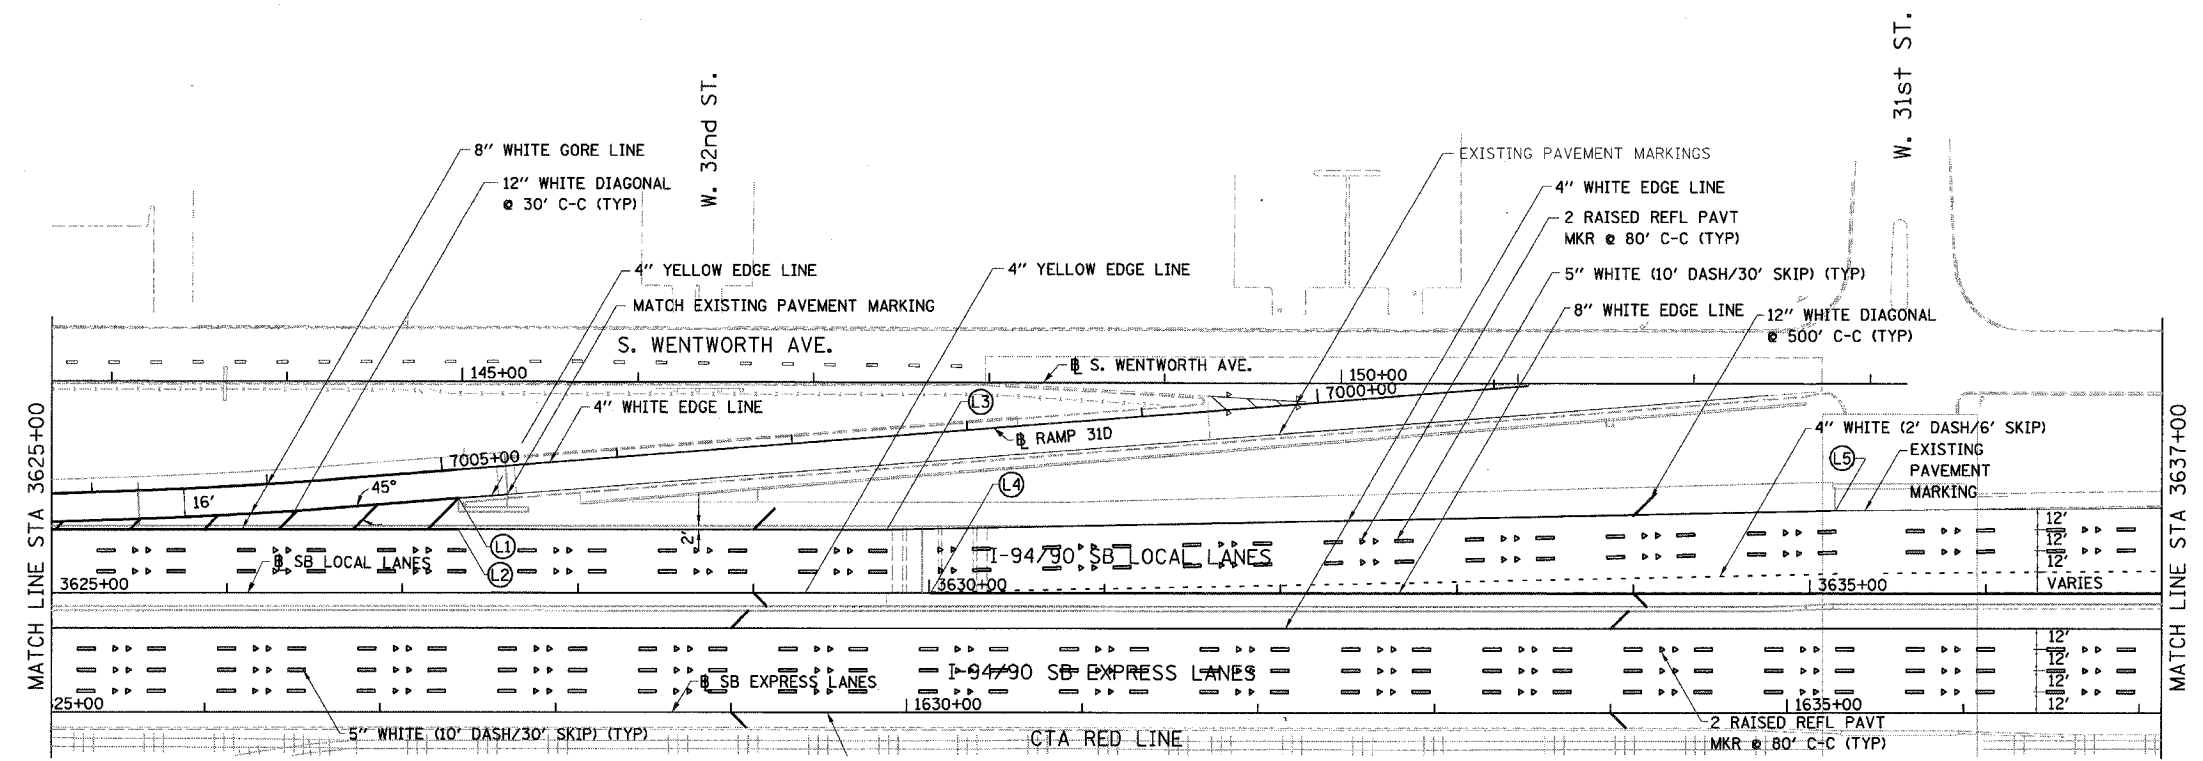 W. 31st ST.
W. 32nd ST.
8" WHITE GORE LINE
EXISTING PAVEMENT MARKINGS
12" WHITE DIAGONAL
@ 30' C-C (TYP)
4" WHITE EDGE LINE
2 RAISED REFL PAVT
MKR @ 80' C-C (TYP)
4" YELLOW EDGE LINE
4" YELLOW EDGE LINE
5" WHITE (10' DASH/30' SKIP) (TYP)
MATCH EXISTING PAVEMENT MARKING
8" WHITE EDGE LINE
12" WHITE DIAGONAL
@ 500' C-C (TYP)
S. WENTWORTH AVE.
℄ S. WENTWORTH AVE.
145+00
150+00
7000+00
4" WHITE EDGE LINE
L3
℄ RAMP 31D
4" WHITE (2' DASH/6' SKIP)
EXISTING
PAVEMENT
MARKING
L5
7005+00
45°
L4
16'
2'
L1
L2
12'
12'
12'
VARIES
I-94/90 SB LOCAL LANES
℄ SB LOCAL LANES
3625+00
3630+00
3635+00
12'
12'
12'
12'
I-94/90 SB EXPRESS LANES
℄ SB EXPRESS LANES
25+00
1630+00
1635+00
5" WHITE (10' DASH/30' SKIP) (TYP)
CTA RED LINE
2 RAISED REFL PAVT
MKR @ 80' C-C (TYP)
MATCH LINE STA 3625+00
MATCH LINE STA 3637+00